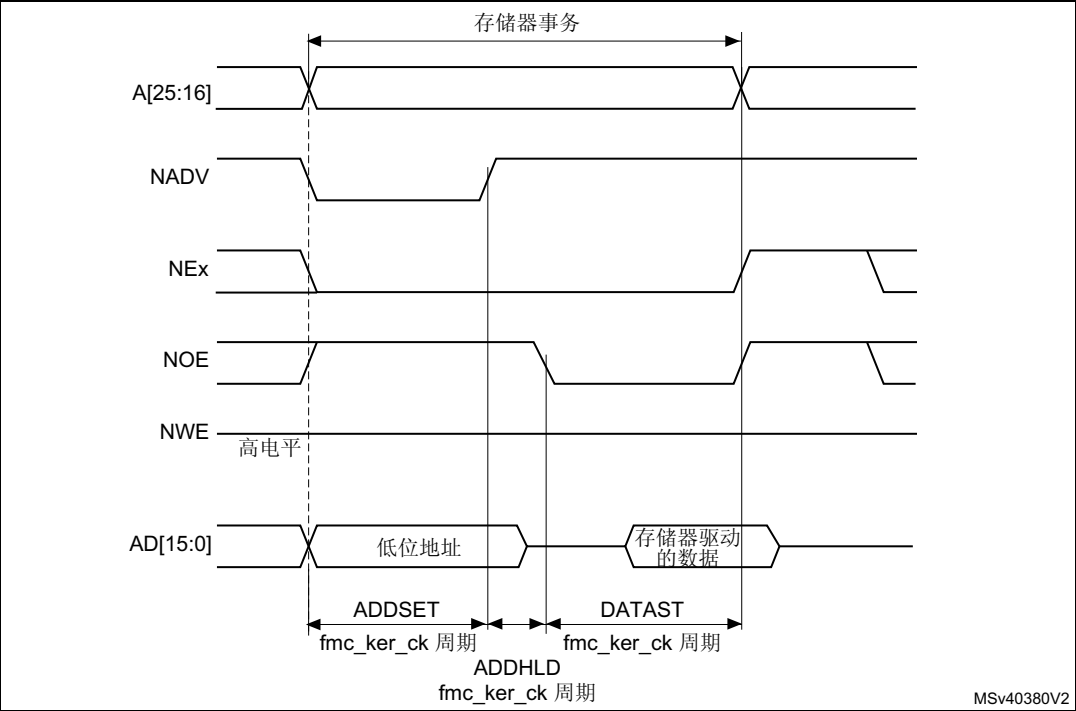 存储器事务
A[25:16]
NADV
NEx
NOE
NWE
高电平
AD[15:0]
低位地址
存储器驱动
的数据
ADDSET
DATAST
fmc_ker_ck 周期
fmc_ker_ck 周期
ADDHLD
fmc_ker_ck 周期
MSv40380V2